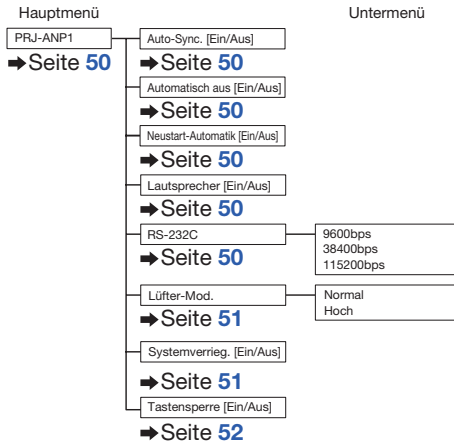 Hauptmenü
Untermenü
PRJ-ANP1
➡Seite 50
Auto-Sync. [Ein/Aus]
➡Seite 50
Automatisch aus [Ein/Aus]
➡Seite 50
Neustart-Automatik [Ein/Aus]
➡Seite 50
Lautsprecher [Ein/Aus]
➡Seite 50
RS-232C
➡Seite 50
9600bps
38400bps
115200bps
Lüfter-Mod.
➡Seite 51
Normal
Hoch
Systemverrieg. [Ein/Aus]
➡Seite 51
Tastensperre [Ein/Aus]
➡Seite 52